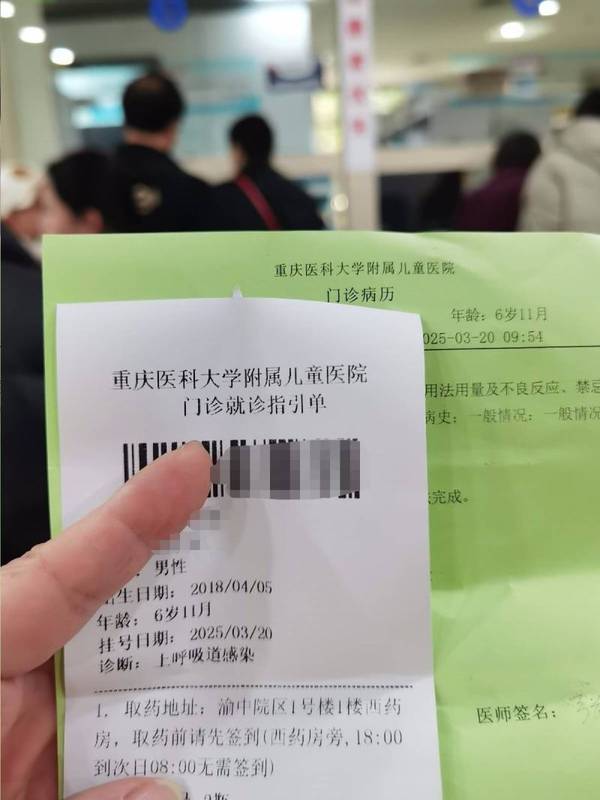 重庆医科大学附属儿童医院
门诊病历
年龄: 6岁11月
025-03-20 09:54
用法用量及不良反应、禁忌
病史: 一般情况: 一般情况
完成。
医师签名:
重庆医科大学附属儿童医院
门诊就诊指引单
: 男性
生日期: 2018/04/05
年龄: 6岁11月
挂号日期: 2025/03/20
诊断: 上呼吸道感染
1. 取药地址: 渝中院区1号楼1楼西药
房, 取药前请先签到(西药房旁, 18:00
到次日08:00无需签到)